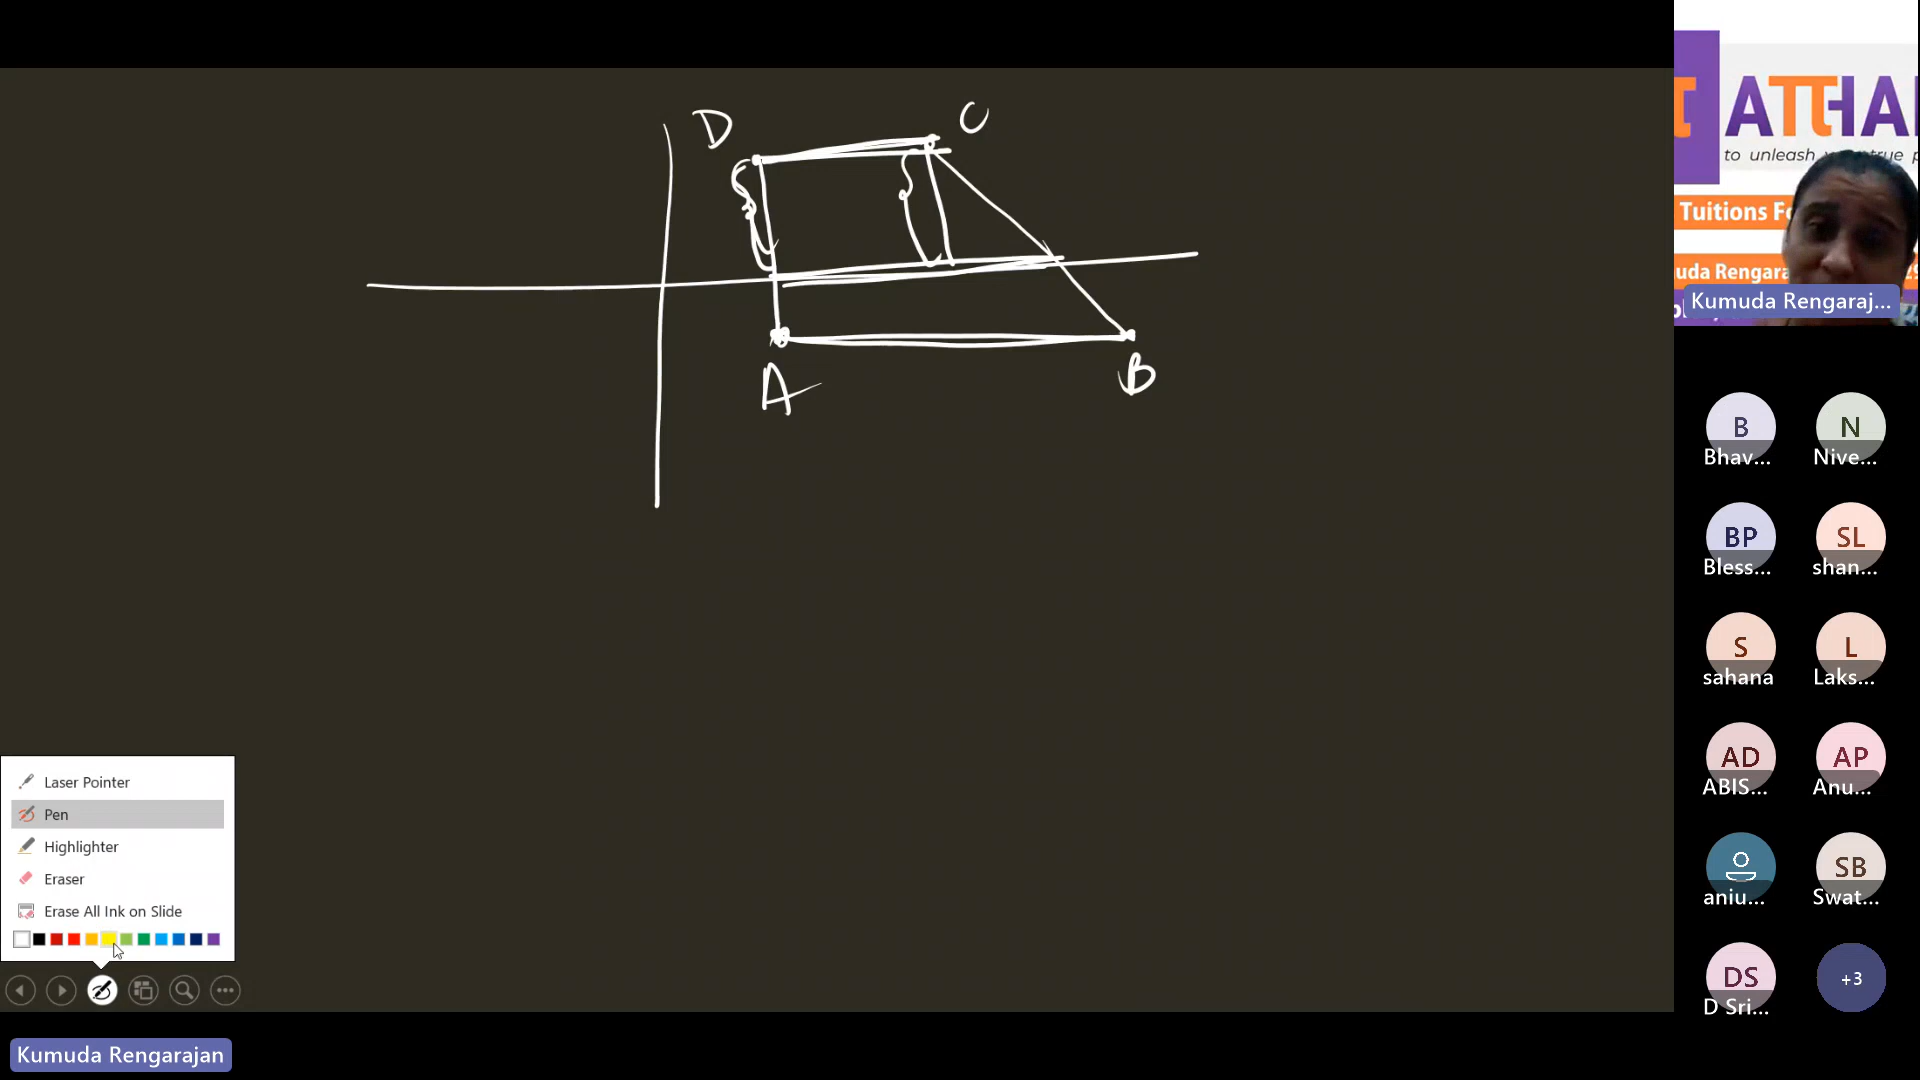 D
C
A
B
Laser Pointer
Pen
Highlighter
Eraser
Erase All Ink on Slide
Kumuda Rengarajan
to unleash
true
Tuitions
Kumuda Rengaraj...
B
Bhav...
N
Nive...
BP
Bless...
SL
shan...
S
sahana
L
Laks...
AD
ABIS...
AP
Anu...
aniu...
SB
Swat...
DS
D Sri...
+3